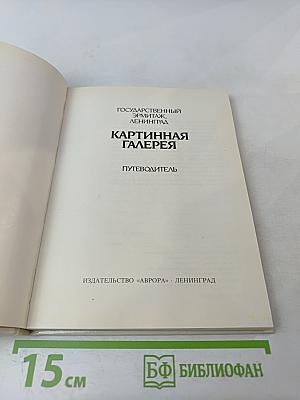 ГОСУДАРСТВЕННЫЙ
ЭРМИТАЖ,
ЛЕНИНГРАД
КАРТИННАЯ
ГАЛЕРЕЯ
ПУТЕВОДИТЕЛЬ
ИЗДАТЕЛЬСТВО «АВРОРА» · ЛЕНИНГРАД
15 см
БФ БИБЛИОФАН